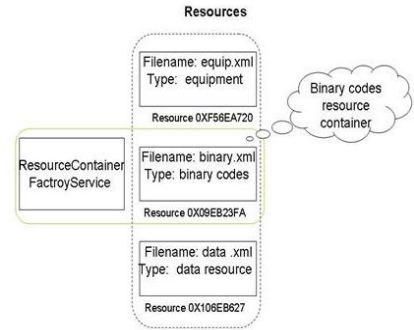 Resources
Filename: equip.xml
Type: equipment
Resource 0XF56EA720
Binary codes
resource
container
ResourceContainer
FactroyService
Filename: binary.xml
Type: binary codes
Resource 0X09EB23FA
Filename: data .xml
Type: data resource
Resource 0X106EB627